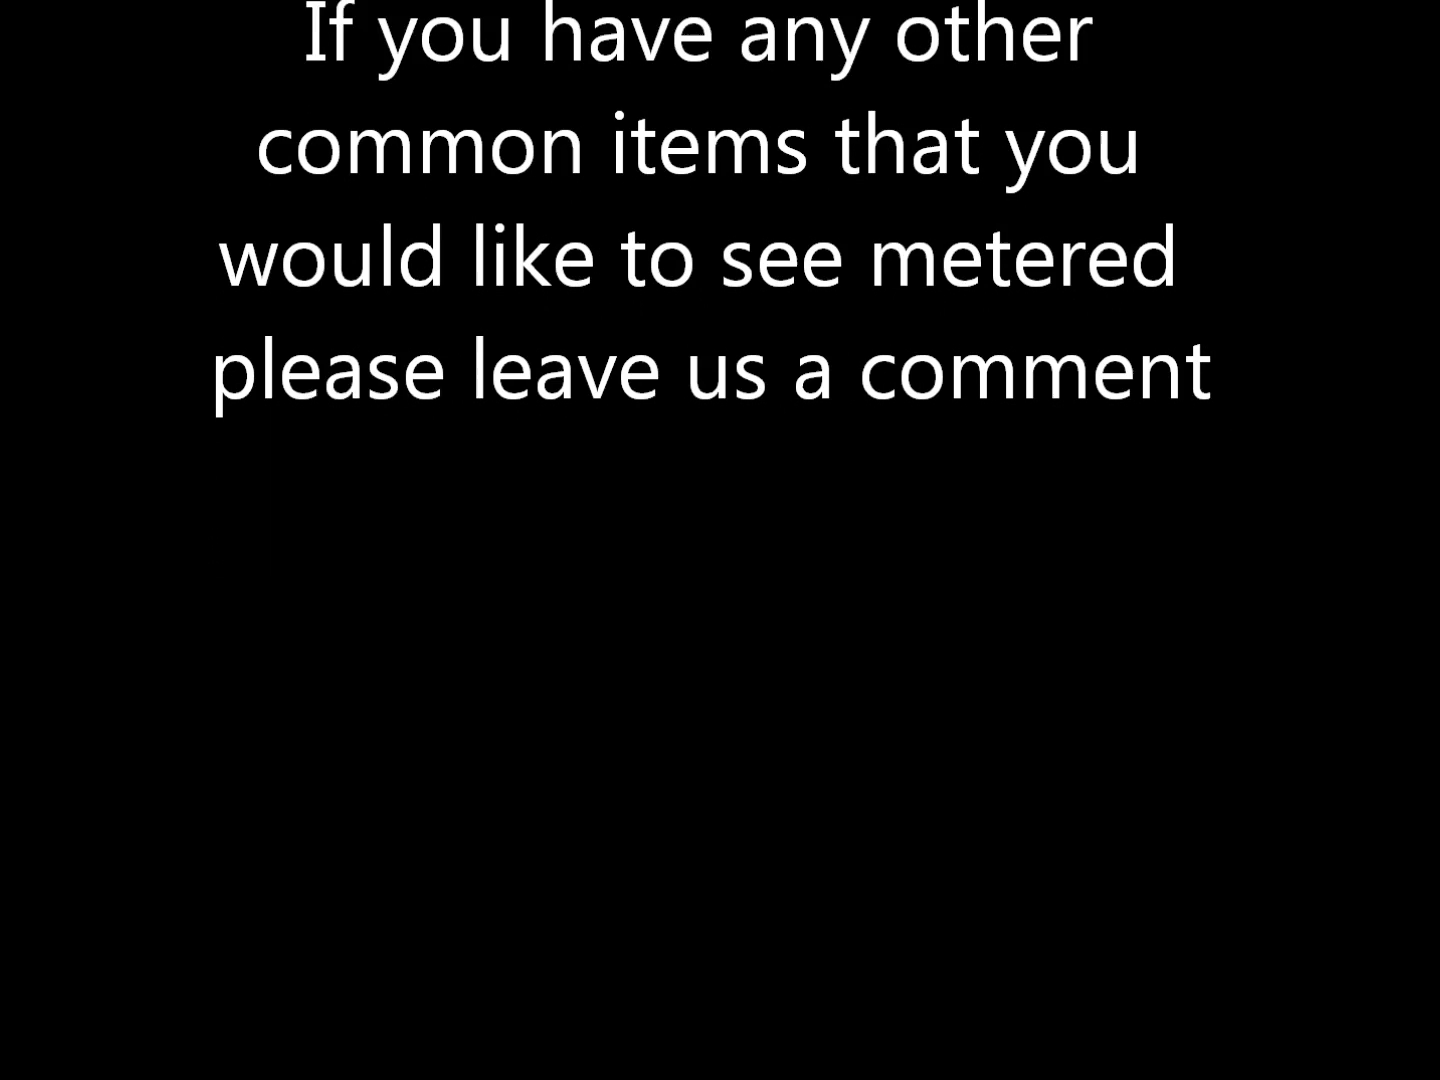 If you have any other
common items that you
would like to see metered
please leave us a comment